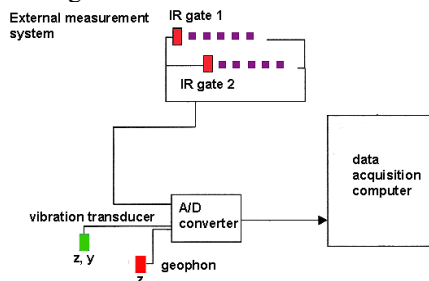 External measurement
system
IR gate 1
IR gate 2
data
acquisition
computer
A/D
converter
vibration transducer
z, y
geophon
z